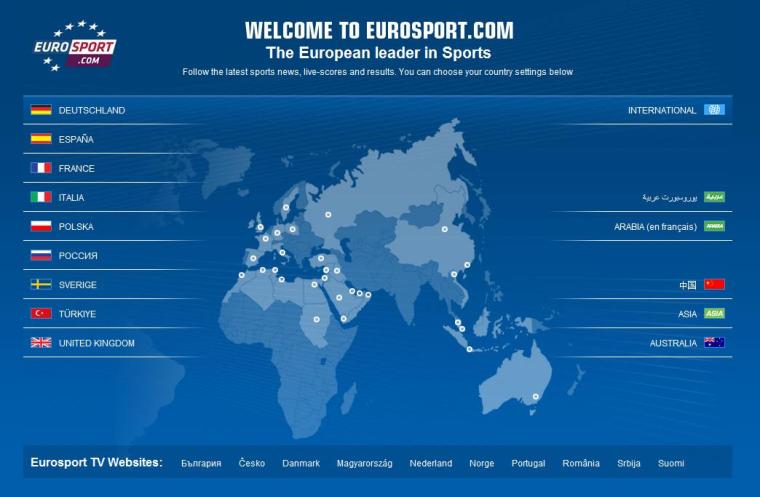 WELCOME TO EUROSPORT.COM
The European leader in Sports
Follow the latest sports news, live-scores and results. You can choose your country settings below
EUROSPORT
.COM
DEUTSCHLAND
ESPAÑA
FRANCE
ITALIA
POLSKA
РОССИЯ
SVERIGE
TÜRKIYE
UNITED KINGDOM
INTERNATIONAL
يوروسبورت عربية
ARABIA (en français)
中国
ASIA
ASIA
AUSTRALIA
Eurosport TV Websites: България Česko Danmark Magyarország Nederland Norge Portugal România Srbija Suomi